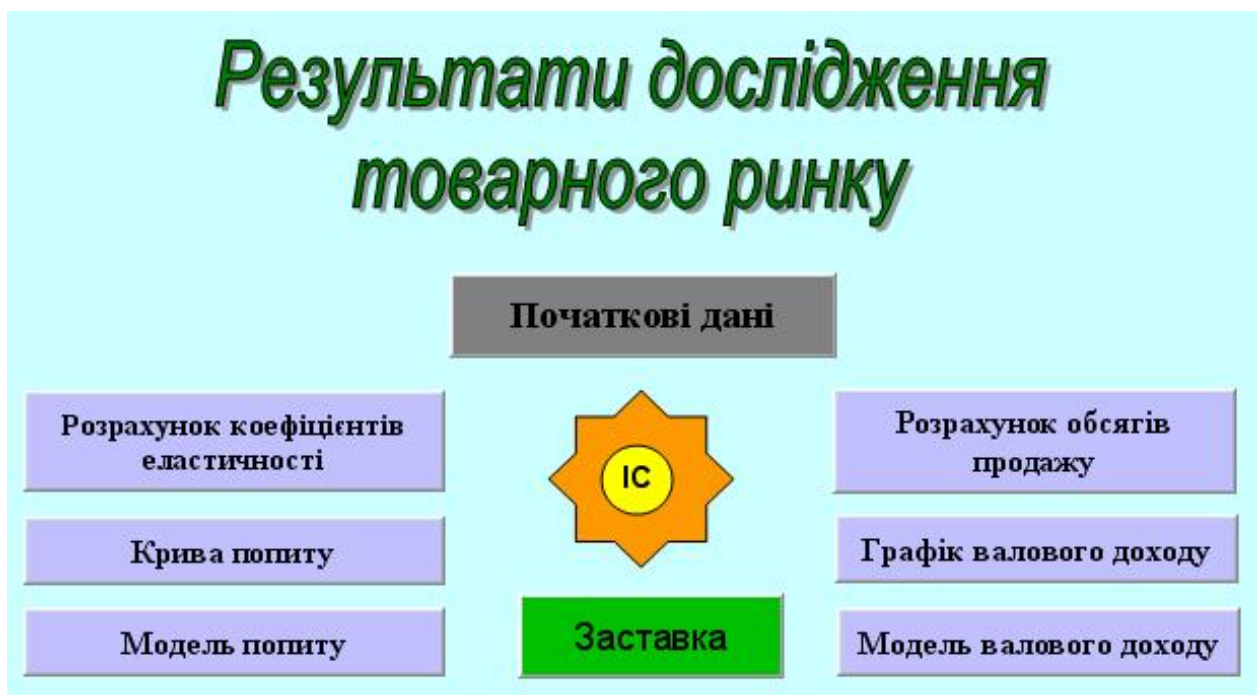 Результати дослідження
товарного ринку
Початкові дані
Розрахунок коефіцієнтів
еластичності
Крива попиту
Модель попиту
ІС
Заставка
Розрахунок обсягів
продажу
Графік валового доходу
Модель валового доходу